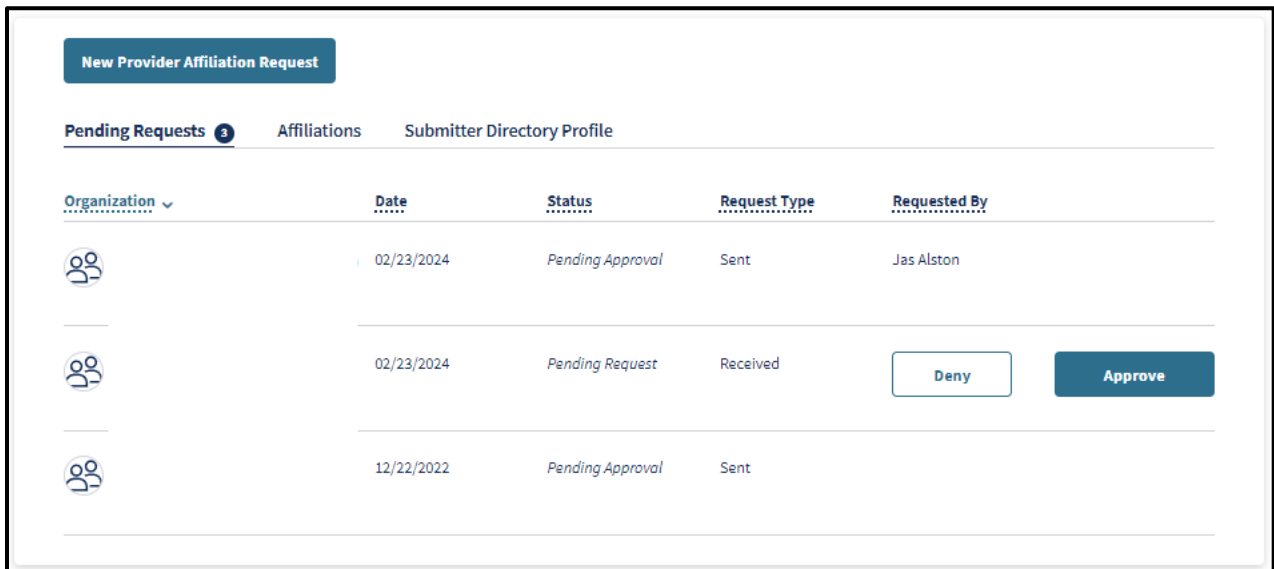 New Provider Affiliation Request
Pending Requests 3 Affiliations Submitter Directory Profile
Organization Date Status Request Type Requested By
02/23/2024 Pending Approval Sent Jas Alston
02/23/2024 Pending Request Received Deny Approve
12/22/2022 Pending Approval Sent